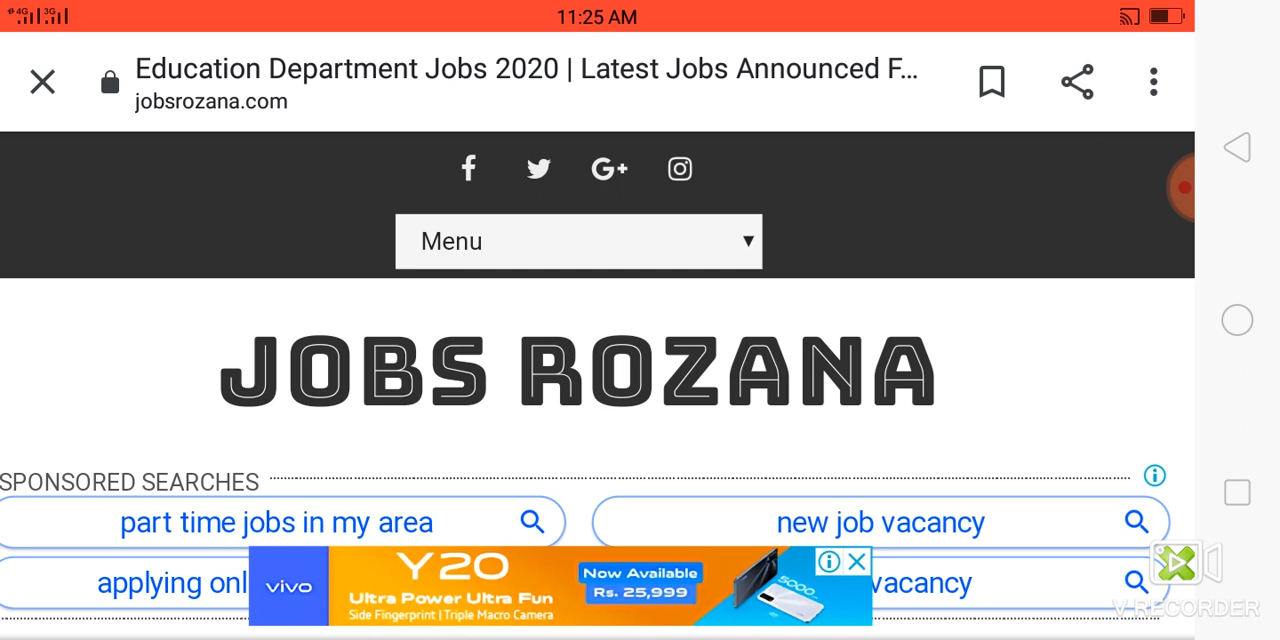 4G 3G 11:25 AM
Education Department Jobs 2020 | Latest Jobs Announced F...
jobsrozana.com
Menu
JOBS ROZANA
SPONSORED SEARCHES
part time jobs in my area
new job vacancy
applying onl
vacancy
vivo
Y20
Ultra Power Ultra Fun
Side Fingerprint | Triple Macro Camera
Now Available
Rs. 25,999
5000
V RECORDER